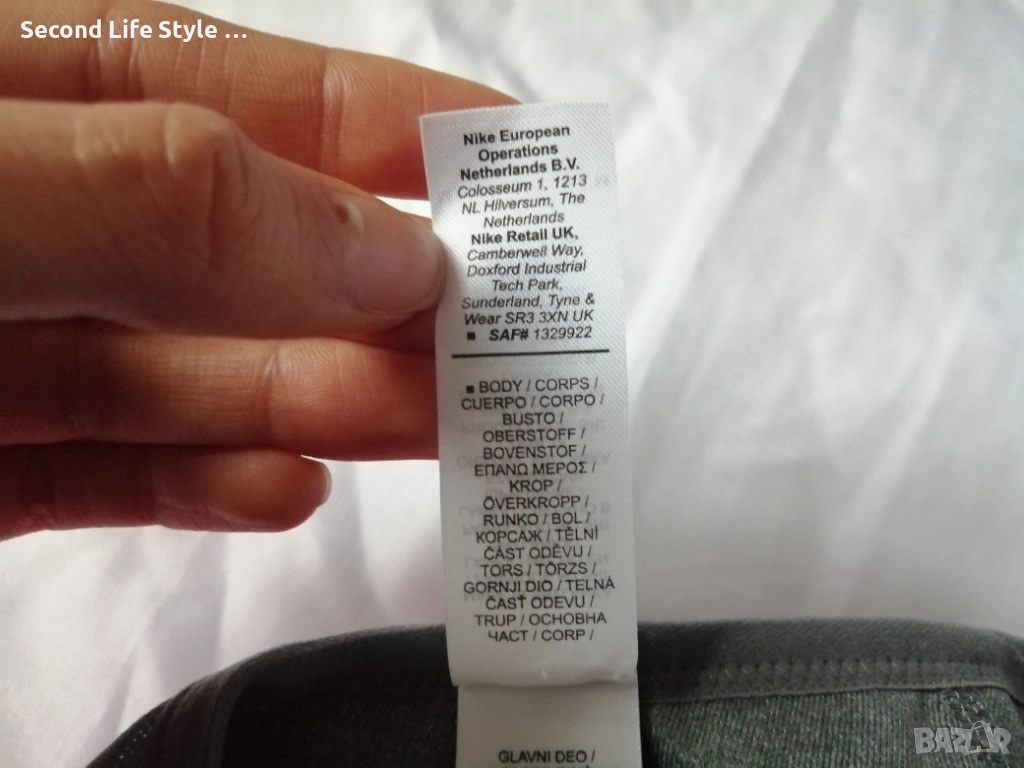 Second Life Style ...
Nike European
Operations
Netherlands B.V.
Colosseum 1, 1213
NL Hilversum, The
Netherlands
Nike Retail UK,
Camberwell Way,
Doxford Industrial
Tech Park,
Sunderland, Tyne &
Wear SR3 3XN UK
■ SAF# 1329922
■ BODY / CORPS /
CUERPO / CORPO /
BUSTO /
OBERSTOFF /
BOVENSTOF /
ΕΠΑΝΩ ΜΕΡΟΣ /
KROP /
ÖVERKROPP /
RUNKO / BOL /
КОРСАЖ / TĚLNÍ
ČÁST ODĚVU /
TORS / TÖRZS /
GORNJI DIO / TELNÁ
ČASŤ ODEVU /
TRUP / ОСНОВНА
ЧАСТ / CORP /
GLAVNI DEO /
BAZAR